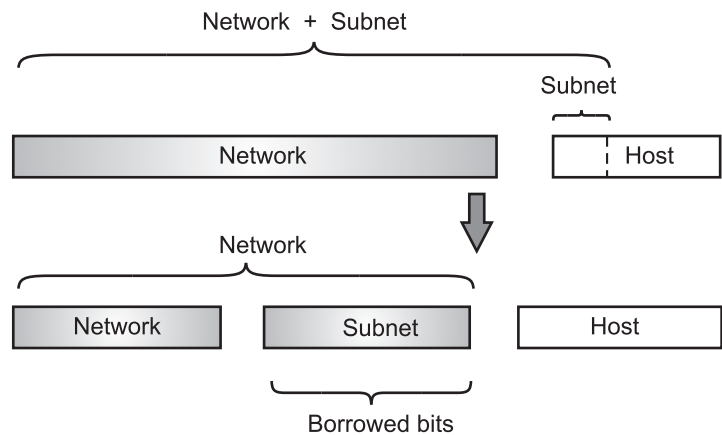 Network + Subnet
Subnet
Network
Host
Network
Network
Subnet
Host
Borrowed bits